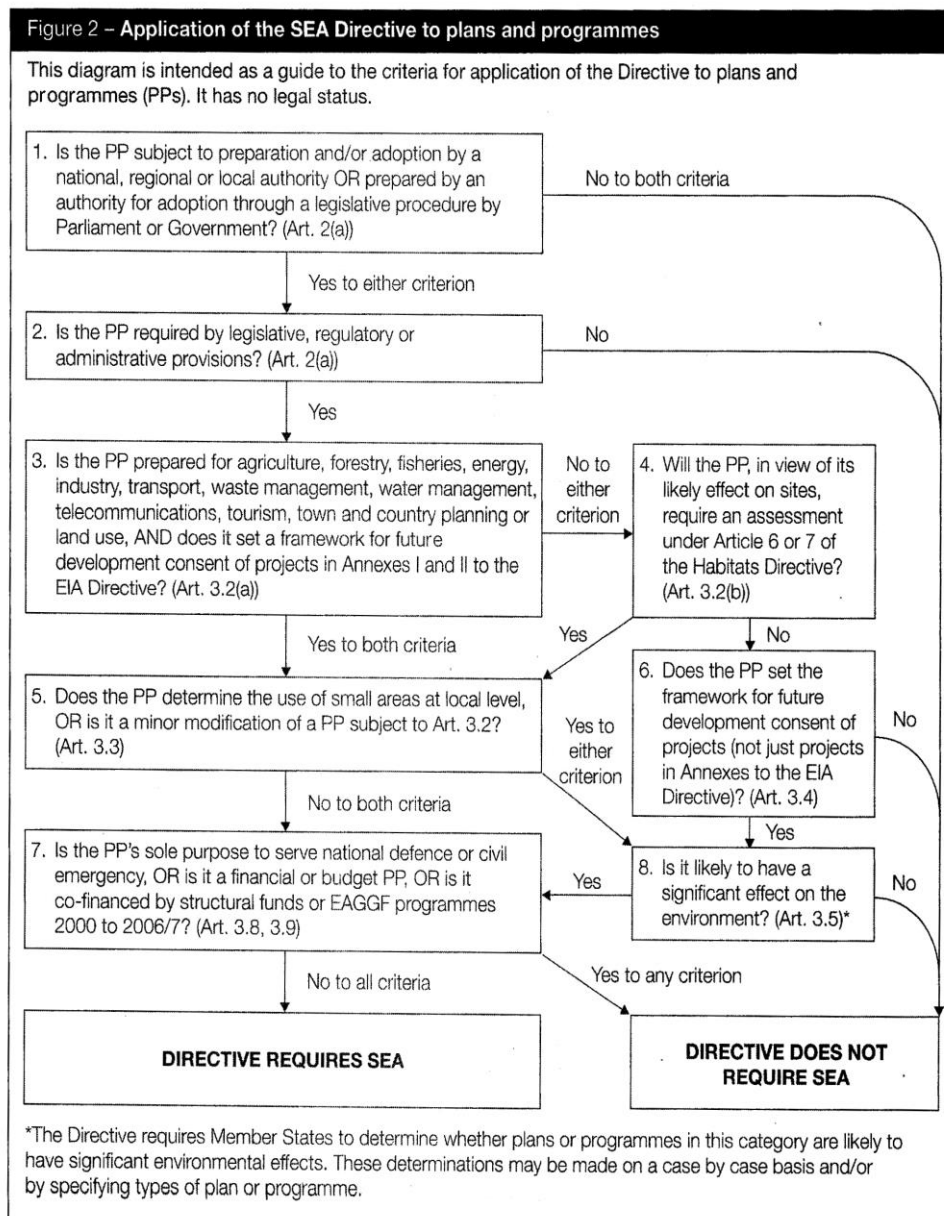 Figure 2 – Application of the SEA Directive to plans and programmes
This diagram is intended as a guide to the criteria for application of the Directive to plans and
programmes (PPs). It has no legal status.
1. Is the PP subject to preparation and/or adoption by a
national, regional or local authority OR prepared by an
authority for adoption through a legislative procedure by
Parliament or Government? (Art. 2(a))
No to both criteria
Yes to either criterion
2. Is the PP required by legislative, regulatory or
administrative provisions? (Art. 2(a))
No
Yes
3. Is the PP prepared for agriculture, forestry, fisheries, energy,
industry, transport, waste management, water management,
telecommunications, tourism, town and country planning or
land use, AND does it set a framework for future
development consent of projects in Annexes I and II to the
EIA Directive? (Art. 3.2(a))
No to
either
criterion
4. Will the PP, in view of its
likely effect on sites,
require an assessment
under Article 6 or 7 of
the Habitats Directive?
(Art. 3.2(b))
Yes to both criteria
Yes
No
5. Does the PP determine the use of small areas at local level,
OR is it a minor modification of a PP subject to Art. 3.2?
(Art. 3.3)
Yes to
either
criterion
6. Does the PP set the
framework for future
development consent of
projects (not just projects
in Annexes to the EIA
Directive)? (Art. 3.4)
No
No to both criteria
Yes
7. Is the PP's sole purpose to serve national defence or civil
emergency, OR is it a financial or budget PP, OR is it
co-financed by structural funds or EAGGF programmes
2000 to 2006/7? (Art. 3.8, 3.9)
Yes
8. Is it likely to have a
significant effect on the
environment? (Art. 3.5)*
No
No to all criteria
Yes to any criterion
DIRECTIVE REQUIRES SEA
DIRECTIVE DOES NOT
REQUIRE SEA
*The Directive requires Member States to determine whether plans or programmes in this category are likely to
have significant environmental effects. These determinations may be made on a case by case basis and/or
by specifying types of plan or programme.